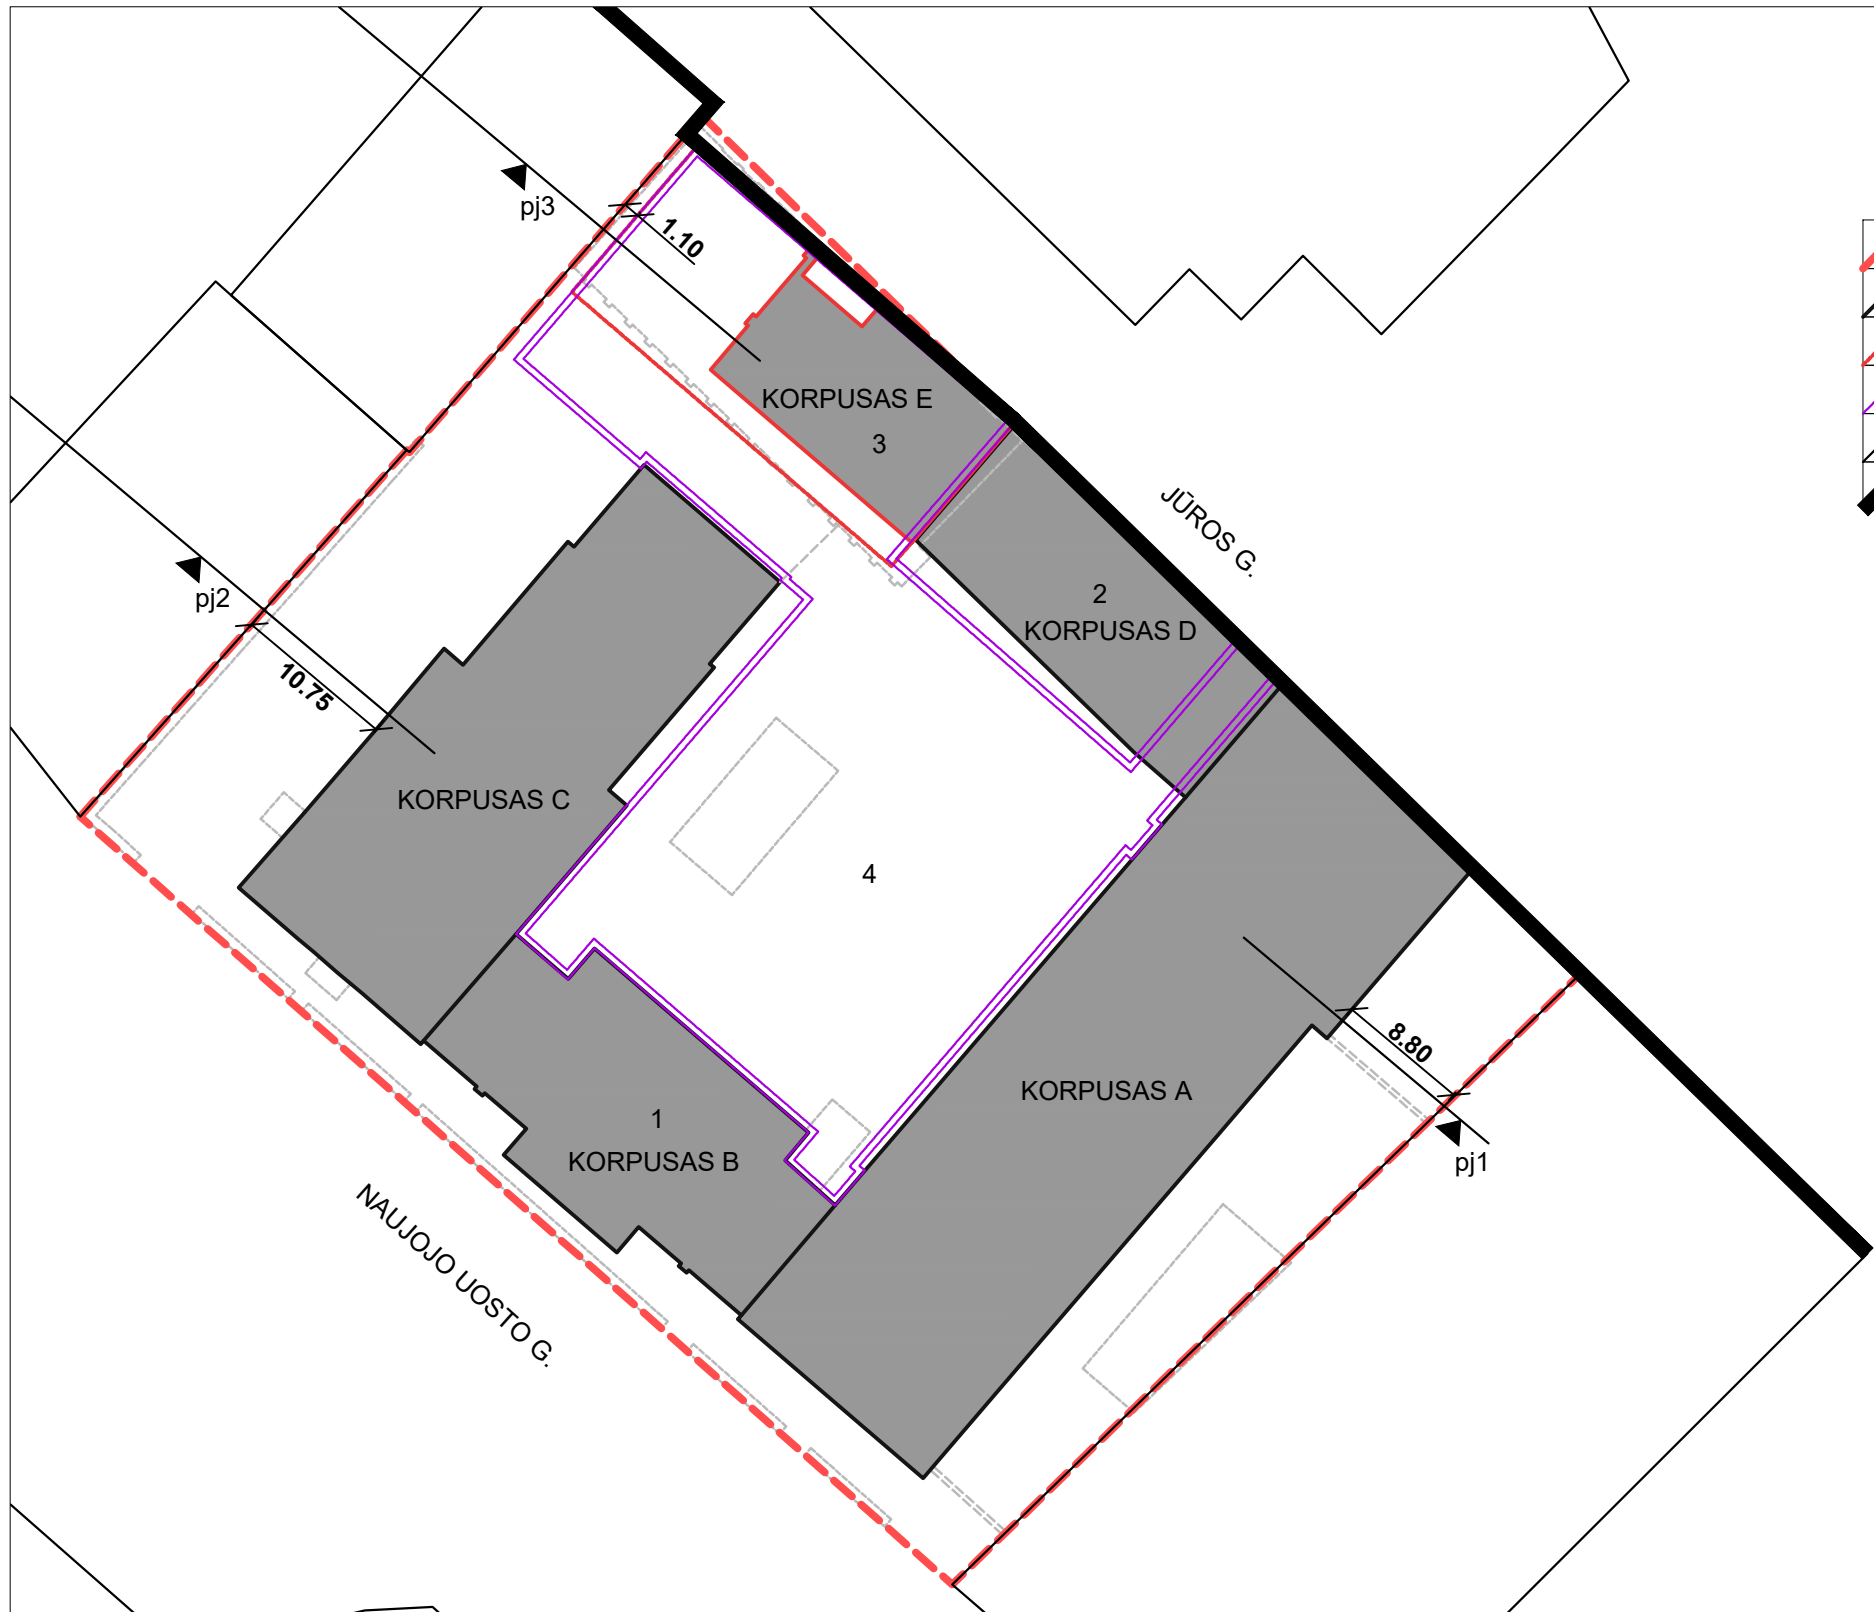 pj3
1.10
KORPUSAS E
3
JŪROS G.
pj2
2
KORPUSAS D
10.75
KORPUSAS C
4
8.80
KORPUSAS A
1
KORPUSAS B
pj1
NAUJOJO UOSTO G.